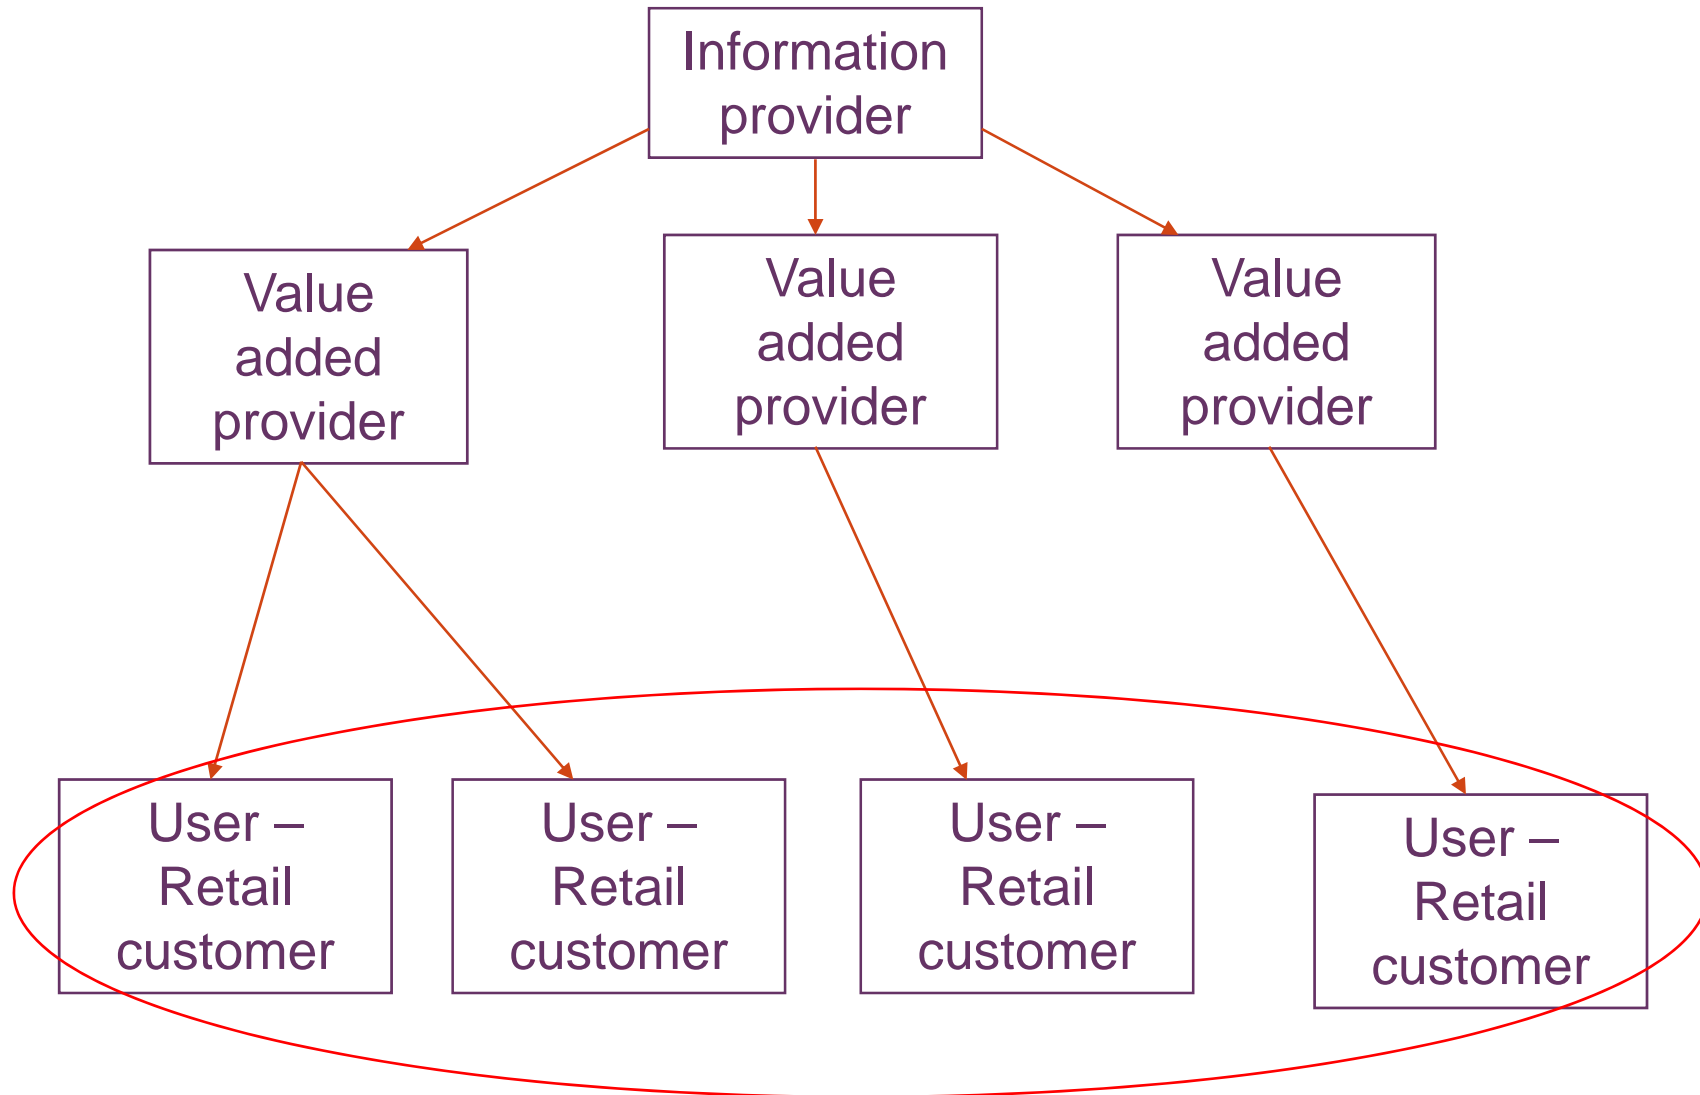 Information
provider
Value
added
provider
Value
added
provider
Value
added
provider
User –
Retail
customer
User –
Retail
customer
User –
Retail
customer
User –
Retail
customer